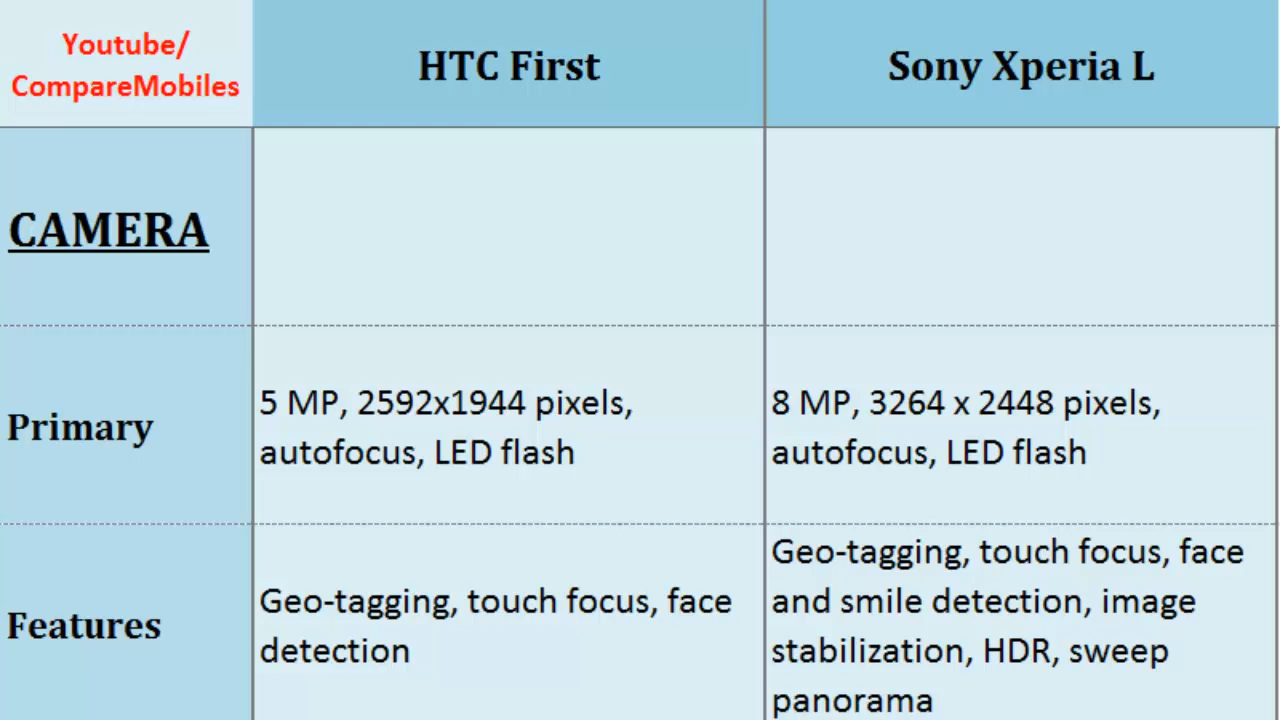 Youtube/
CompareMobiles
HTC First
Sony Xperia L
CAMERA
Primary
5 MP, 2592x1944 pixels,
autofocus, LED flash
8 MP, 3264 x 2448 pixels,
autofocus, LED flash
Features
Geo-tagging, touch focus, face
detection
Geo-tagging, touch focus, face
and smile detection, image
stabilization, HDR, sweep
panorama